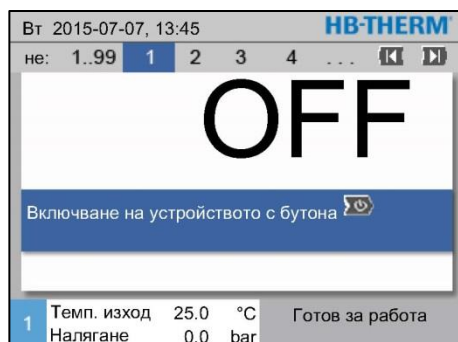 Вт 2015-07-07, 13:45 HB-THERM®
не: 1..99 1 2 3 4 ...
OFF
Включване на устройството с бутона
1 Темп. изход 25.0 °C Готов за работа
Налягане 0.0 bar